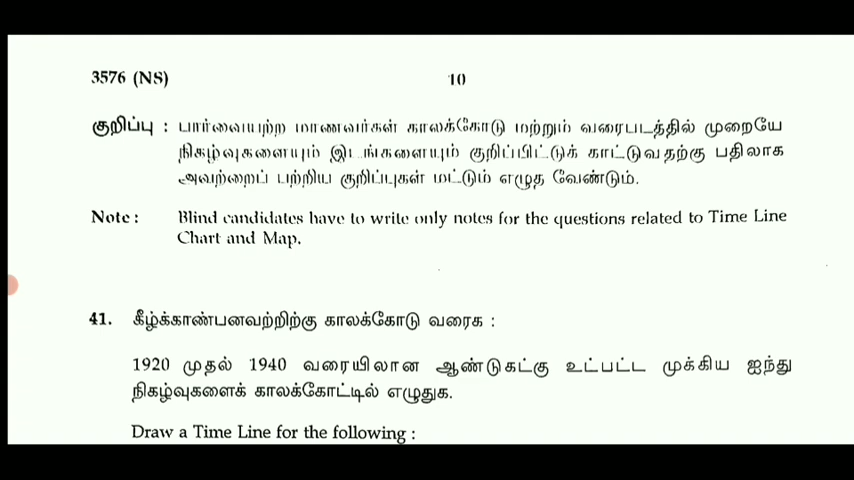 3576 (NS) 10
குறிப்பு : பார்வையற்ற மாணவர்கள் காலக்கோடு மற்றும் வரைபடத்தில் முறையே
நிகழ்வுகளையும் இடங்களையும் குறிப்பிட்டுக் காட்டுவதற்கு பதிலாக
அவற்றைப் பற்றிய குறிப்புகள் மட்டும் எழுத வேண்டும்.
Note : Blind candidates have to write only notes for the questions related to Time Line
Chart and Map.
41. கீழ்க்காண்பனவற்றிற்கு காலக்கோடு வரைக :
1920 முதல் 1940 வரையிலான ஆண்டுகட்கு உட்பட்ட முக்கிய ஐந்து
நிகழ்வுகளைக் காலக்கோட்டில் எழுதுக.
Draw a Time Line for the following :